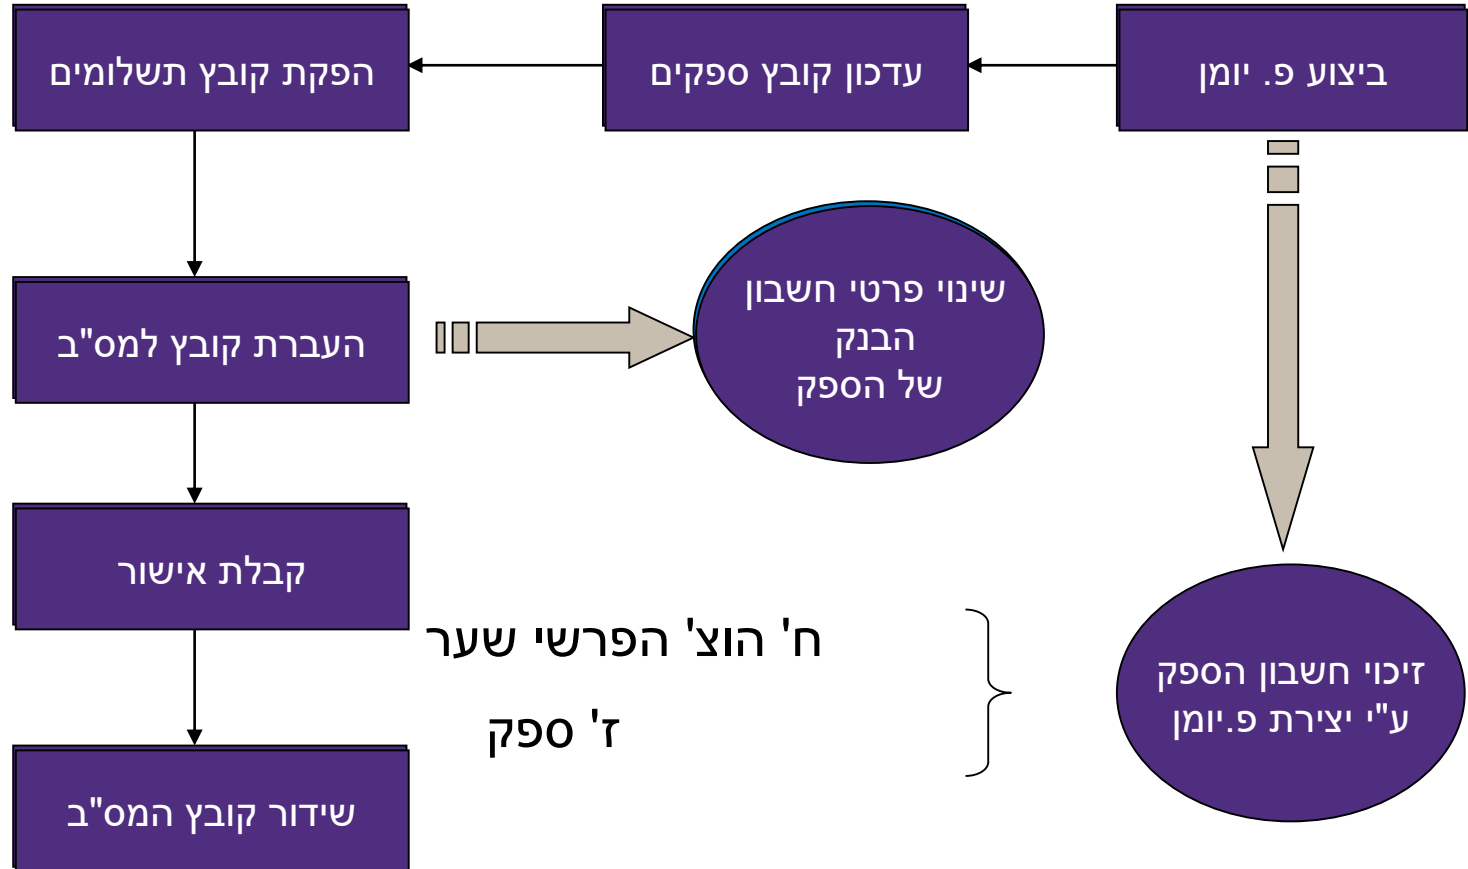 ביצוע פ. יומן
עדכון קובץ ספקים
הפקת קובץ תשלומים
העברת קובץ למס"ב
שינוי פרטי חשבון
הבנק
של הספק
קבלת אישור
ח' הוצ' הפרשי שער
ז' ספק
זיכוי חשבון הספק
ע"י יצירת פ.יומן
שידור קובץ המס"ב